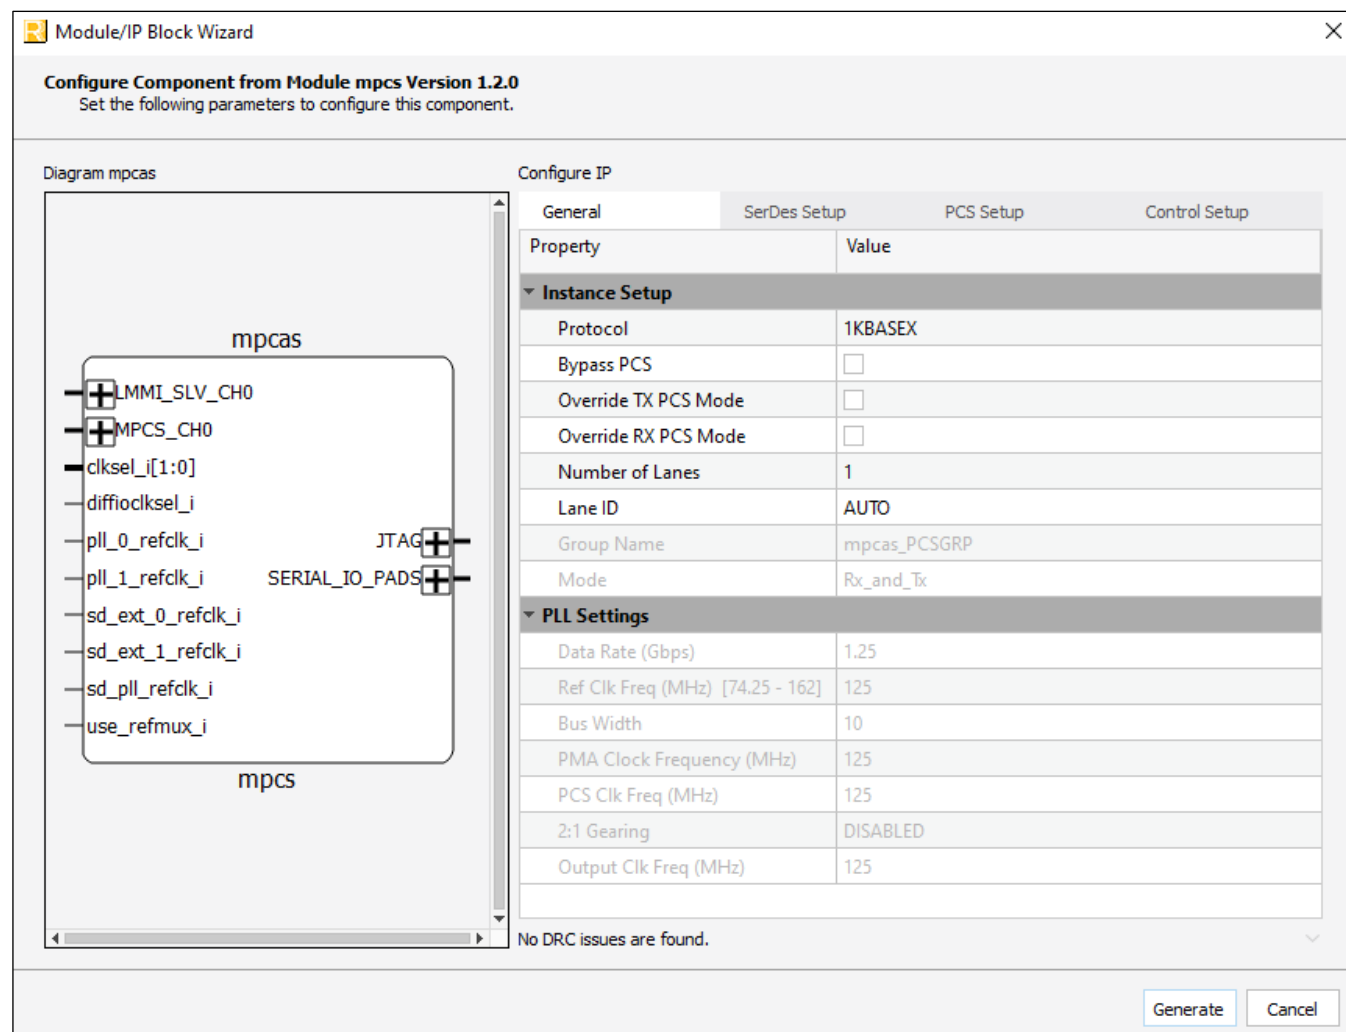 Module/IP Block Wizard
Configure Component from Module mpcs Version 1.2.0
Set the following parameters to configure this component.
Diagram mpcas
mpcas
LMMI_SLV_CH0
MPCS_CH0
clksel_i[1:0]
diffioclksel_i
pll_0_refclk_i
JTAG
pll_1_refclk_i
SERIAL_IO_PADS
sd_ext_0_refclk_i
sd_ext_1_refclk_i
sd_pll_refclk_i
use_refmux_i
mpcs
Configure IP
General SerDes Setup PCS Setup Control Setup
Property Value
Instance Setup
Protocol 1KBASEX
Bypass PCS
Override TX PCS Mode
Override RX PCS Mode
Number of Lanes 1
Lane ID AUTO
Group Name mpcas_PCSGRP
Mode Rx_and_Tx
PLL Settings
Data Rate (Gbps) 1.25
Ref Clk Freq (MHz) [74.25 - 162] 125
Bus Width 10
PMA Clock Frequency (MHz) 125
PCS Clk Freq (MHz) 125
2:1 Gearing DISABLED
Output Clk Freq (MHz) 125
No DRC issues are found.
Generate Cancel